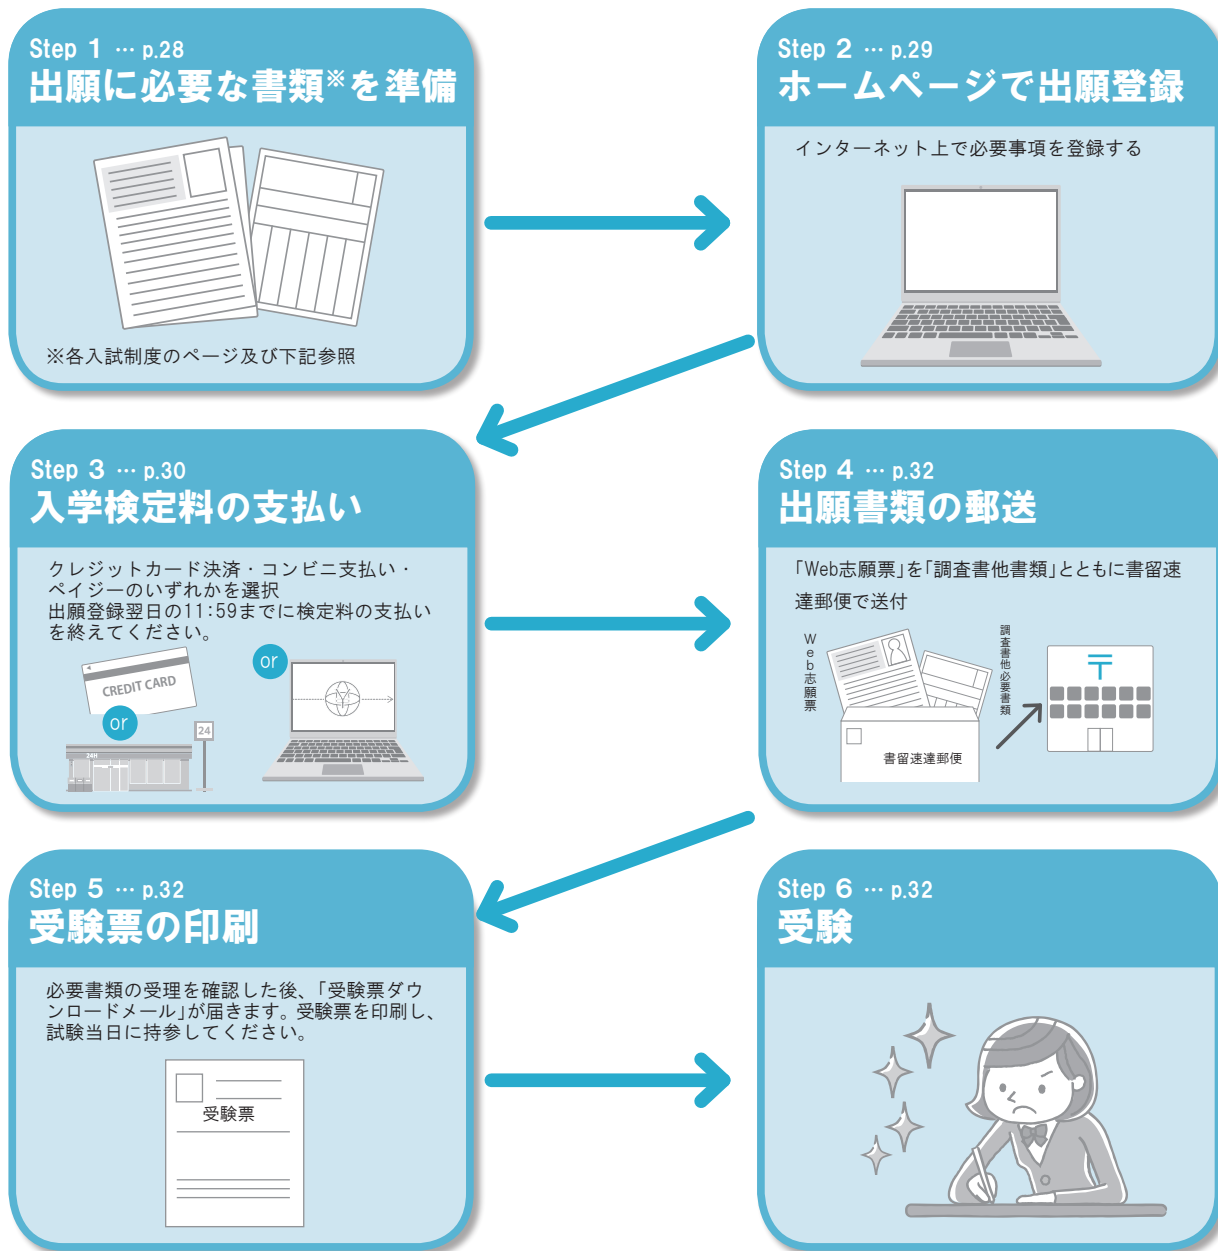 Step 1 … p.28
出願に必要な書類※を準備
※各入試制度のページ及び下記参照
Step 2 … p.29
ホームページで出願登録
インターネット上で必要事項を登録する
Step 3 … p.30
入学検定料の支払い
クレジットカード決済・コンビニ支払い・
ペイジーのいずれかを選択
出願登録翌日の11:59までに検定料の支払い
を終えてください。
CREDIT CARD
or
or
24
24H
Step 4 … p.32
出願書類の郵送
「Web志願票」を「調査書他書類」とともに書留速
達郵便で送付
Web志願票
調査書他必要書類
〒
書留速達郵便
Step 5 … p.32
受験票の印刷
必要書類の受理を確認した後、「受験票ダウ
ンロードメール」が届きます。受験票を印刷し、
試験当日に持参してください。
受験票
Step 6 … p.32
受験